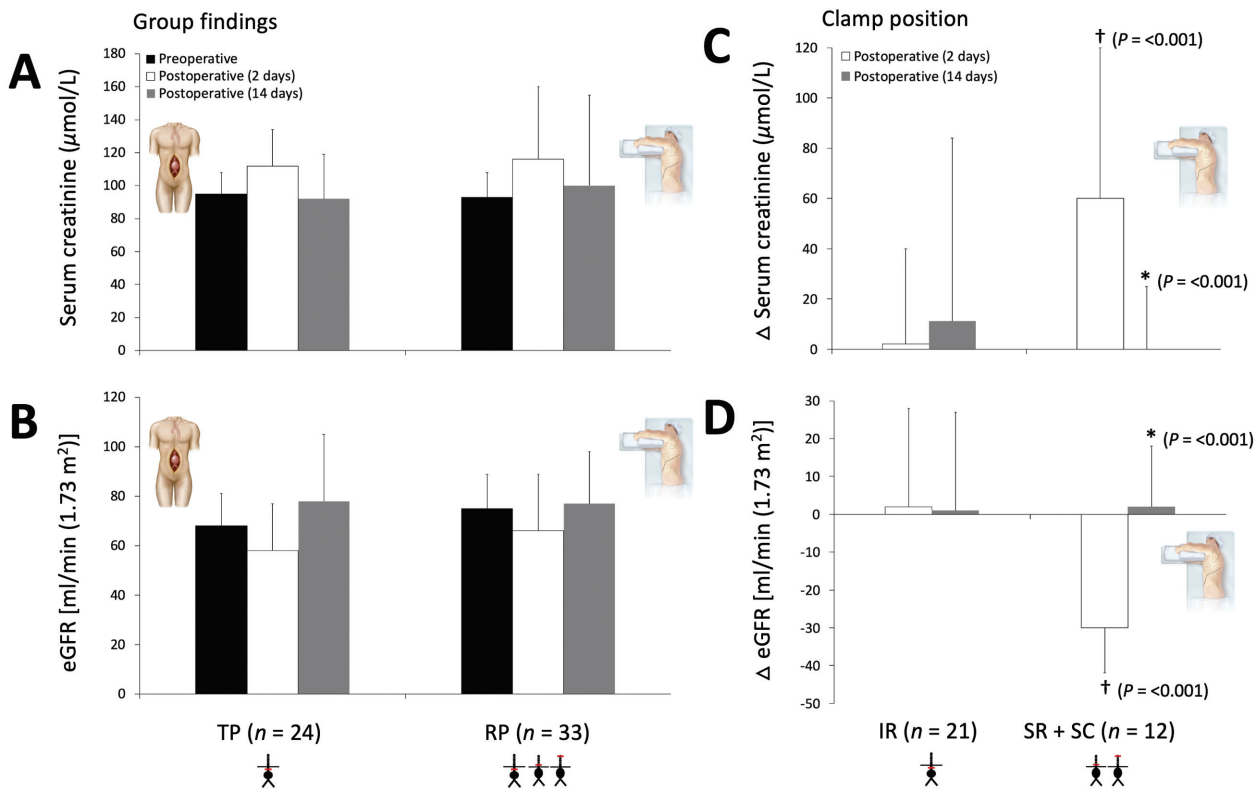 Group findings
A
Serum creatinine (µmol/L)
180
160
140
120
100
80
60
40
20
0
Preoperative
Postoperative (2 days)
Postoperative (14 days)
B
eGFR [ml/min (1.73 m²)]
120
100
80
60
40
20
0
TP (n = 24)
RP (n = 33)
Clamp position
C
Δ Serum creatinine (µmol/L)
120
100
80
60
40
20
0
Postoperative (2 days)
Postoperative (14 days)
† (P = <0.001)
* (P = <0.001)
D
Δ eGFR [ml/min (1.73 m²)]
30
20
10
0
-10
-20
-30
-40
-50
* (P = <0.001)
† (P = <0.001)
IR (n = 21)
SR + SC (n = 12)